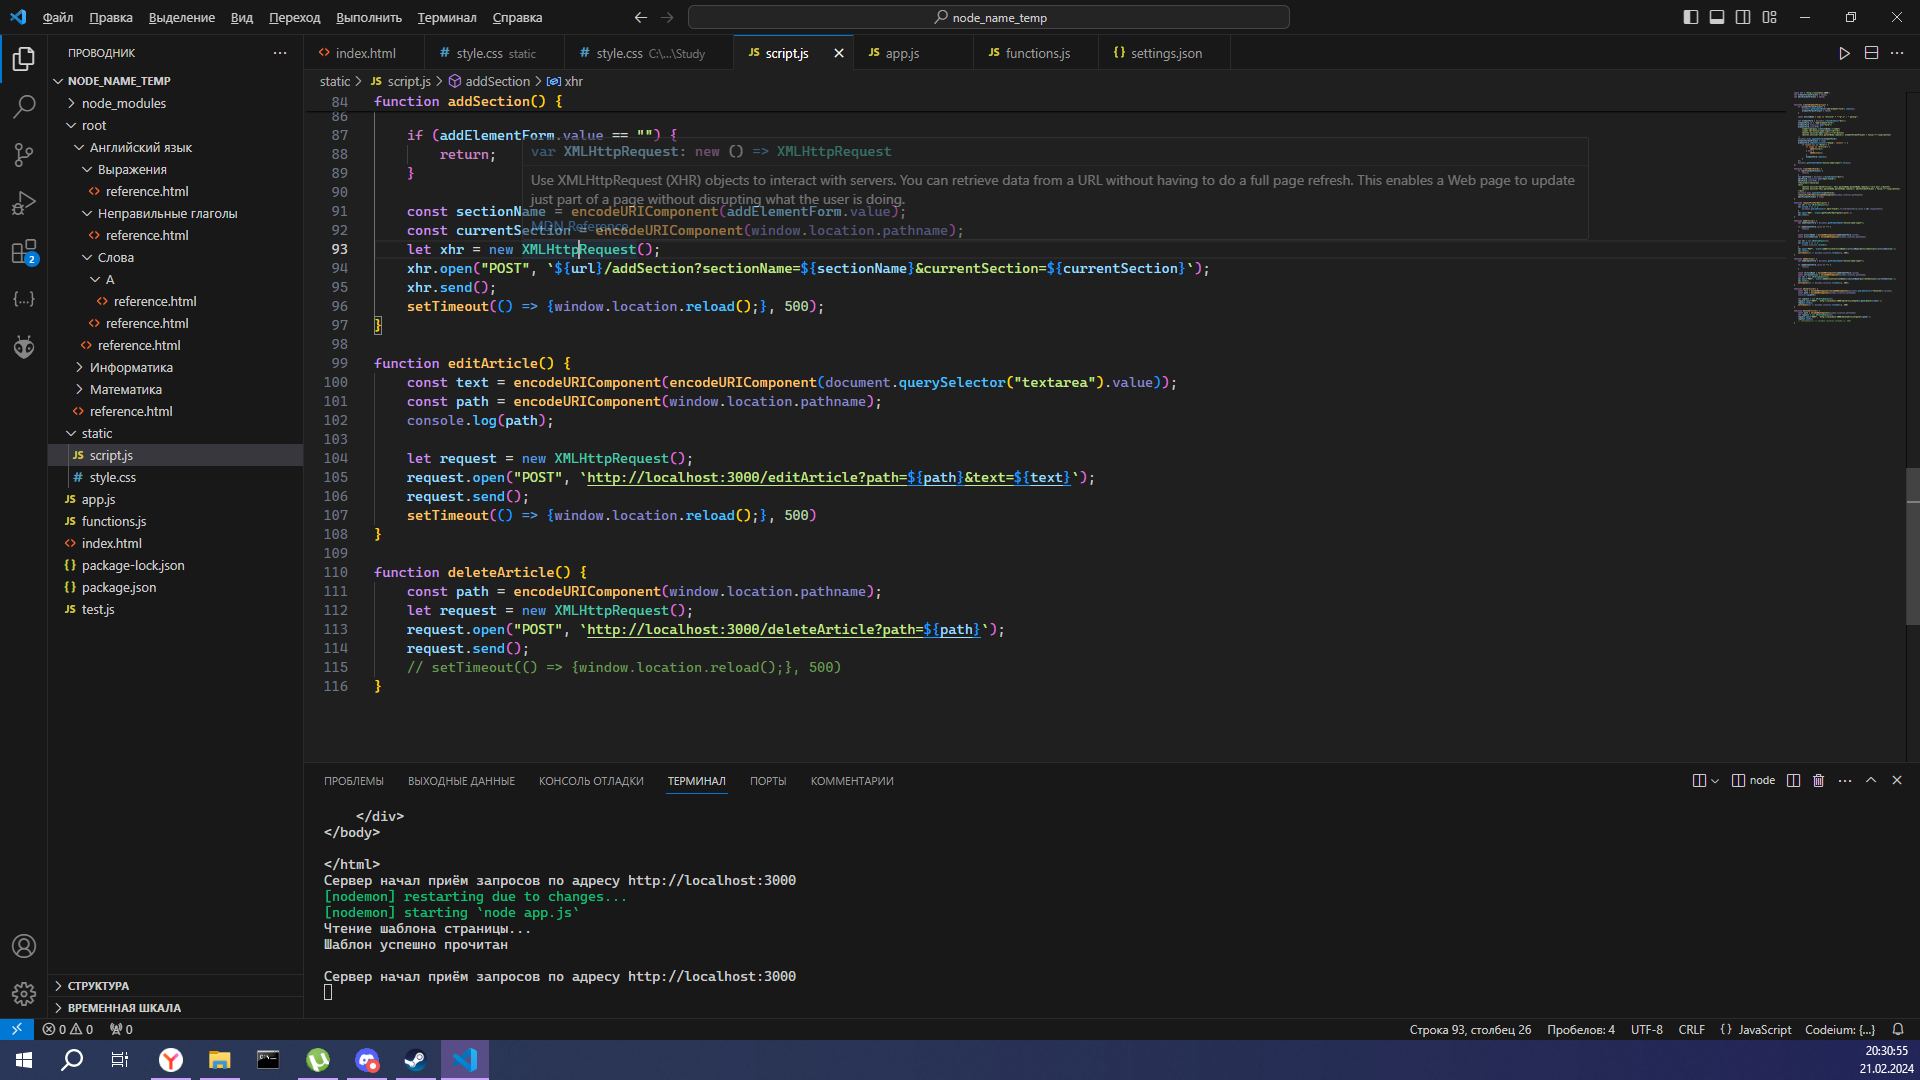 Файл Правка Выделение Вид Переход Выполнить Терминал Справка
node_name_temp
ПРОВОДНИК
NODE_NAME_TEMP
node_modules
root
Английский язык
Выражения
reference.html
Неправильные глаголы
reference.html
Слова
A
reference.html
reference.html
reference.html
Информатика
Математика
reference.html
static
script.js
style.css
app.js
functions.js
index.html
package-lock.json
package.json
test.js
СТРУКТУРА
ВРЕМЕННАЯ ШКАЛА
2
index.html
style.css static
style.css C:\...\Study
script.js
app.js
functions.js
settings.json
static > script.js > addSection > xhr
84 function addSection() {
86
87 if (addElementForm.value == "") {
88 return;
89 }
90
91 const sectionName = encodeURIComponent(addElementForm.value);
92 const currentSection = encodeURIComponent(window.location.pathname);
93 let xhr = new XMLHttpRequest();
94 xhr.open("POST", `${url}/addSection?sectionName=${sectionName}&currentSection=${currentSection}`);
95 xhr.send();
96 setTimeout(() => {window.location.reload();}, 500);
97 }
98
99 function editArticle() {
100 const text = encodeURIComponent(encodeURIComponent(document.querySelector("textarea").value));
101 const path = encodeURIComponent(window.location.pathname);
102 console.log(path);
103
104 let request = new XMLHttpRequest();
105 request.open("POST", `http://localhost:3000/editArticle?path=${path}&text=${text}`);
106 request.send();
107 setTimeout(() => {window.location.reload();}, 500)
108 }
109
110 function deleteArticle() {
111 const path = encodeURIComponent(window.location.pathname);
112 let request = new XMLHttpRequest();
113 request.open("POST", `http://localhost:3000/deleteArticle?path=${path}`);
114 request.send();
115 // setTimeout(() => {window.location.reload();}, 500)
116 }
var XMLHttpRequest: new () => XMLHttpRequest
Use XMLHttpRequest (XHR) objects to interact with servers. You can retrieve data from a URL without having to do a full page refresh. This enables a Web page to update
just part of a page without disrupting what the user is doing.
MDN Reference
ПРОБЛЕМЫ ВЫХОДНЫЕ ДАННЫЕ КОНСОЛЬ ОТЛАДКИ ТЕРМИНАЛ ПОРТЫ КОММЕНТАРИИ
node
</div>
</body>
</html>
Сервер начал приём запросов по адресу http://localhost:3000
[nodemon] restarting due to changes...
[nodemon] starting `node app.js`
Чтение шаблона страницы...
Шаблон успешно прочитан
Сервер начал приём запросов по адресу http://localhost:3000
0 0 0
Строка 93, столбец 26 Пробелов: 4 UTF-8 CRLF {} JavaScript Codeium: {...}
20:30:55
21.02.2024